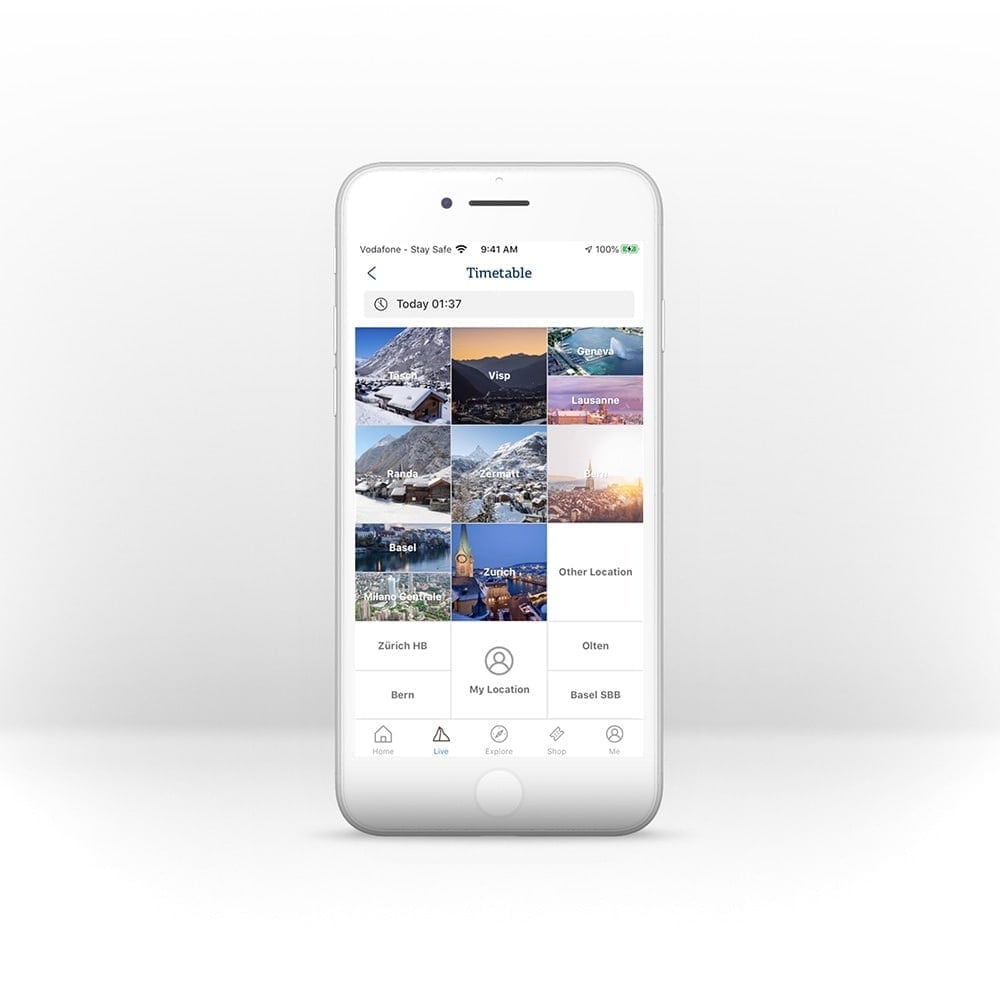 Vodafone - Stay Safe 9:41 AM 100%
Timetable
Today 01:37
Täsch
Visp
Geneva
Lausanne
Randa
Zermatt
Bern
Basel
Milano Centrale
Zurich
Other Location
Zürich HB
Bern
My Location
Olten
Basel SBB
Home Live Explore Shop Me